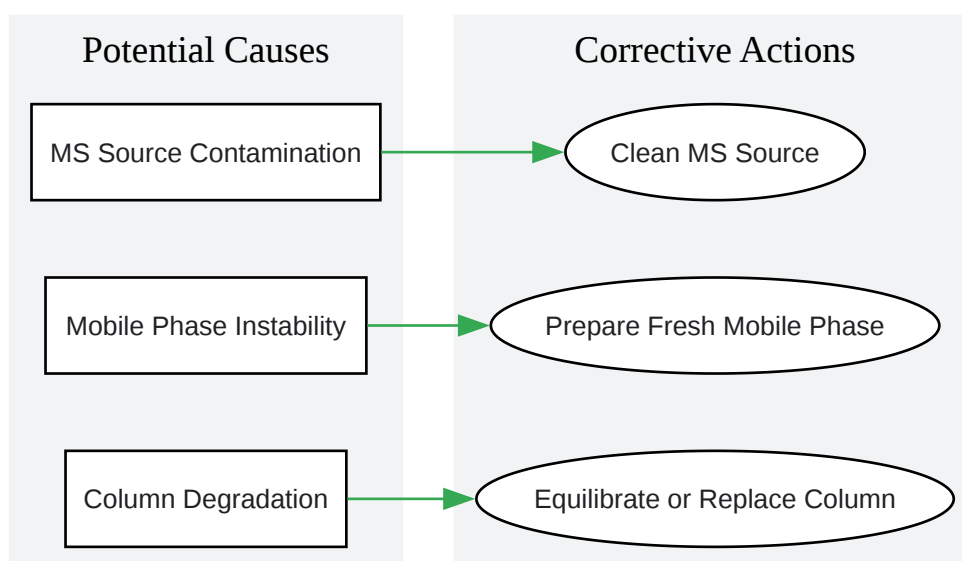 Potential Causes
Corrective Actions
MS Source Contamination
Clean MS Source
Mobile Phase Instability
Prepare Fresh Mobile Phase
Column Degradation
Equilibrate or Replace Column